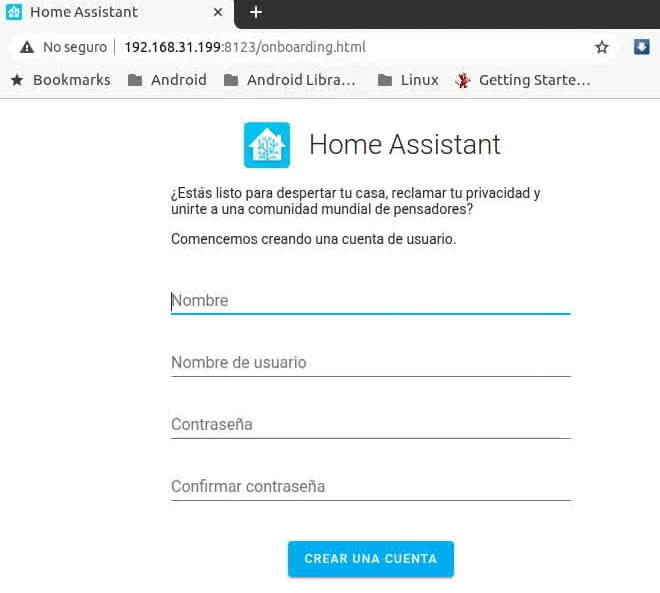 Home Assistant
No seguro 192.168.31.199:8123/onboarding.html
Bookmarks Android Android Libra... Linux Getting Starte...
Home Assistant
¿Estás listo para despertar tu casa, reclamar tu privacidad y
unirte a una comunidad mundial de pensadores?
Comencemos creando una cuenta de usuario.
Nombre
Nombre de usuario
Contraseña
Confirmar contraseña
CREAR UNA CUENTA